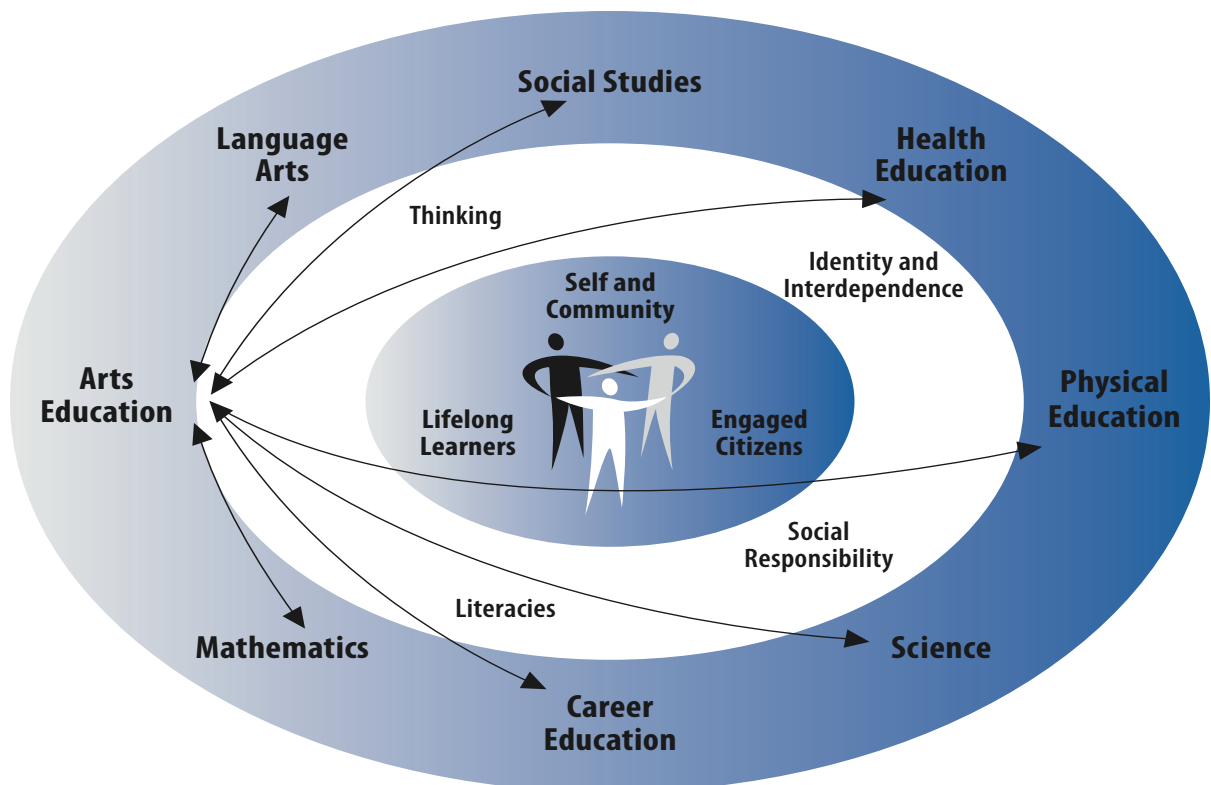 Social Studies
Language
Arts
Health
Education
Thinking
Identity and
Interdependence
Self and
Community
Arts
Education
Physical
Education
Lifelong
Learners
Engaged
Citizens
Social
Responsibility
Literacies
Mathematics
Science
Career
Education